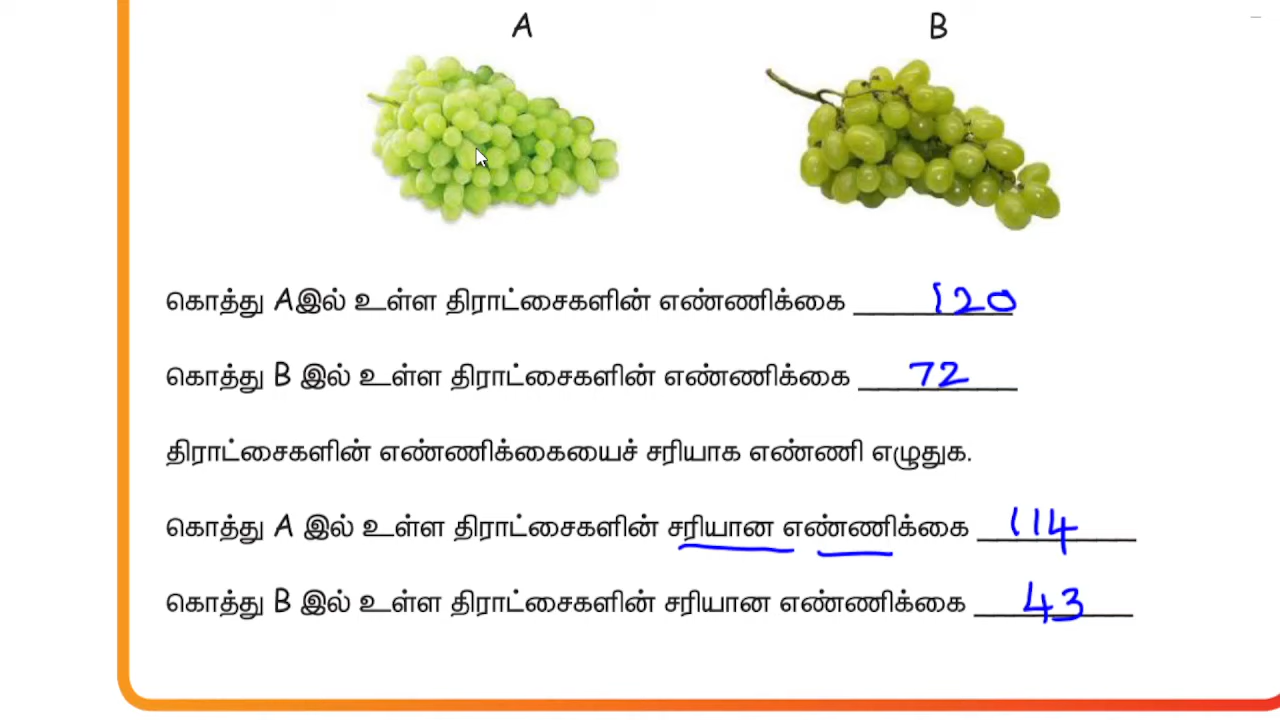 A B
கொத்து Aஇல் உள்ள திராட்சைகளின் எண்ணிக்கை 120
கொத்து B இல் உள்ள திராட்சைகளின் எண்ணிக்கை 72
திராட்சைகளின் எண்ணிக்கையைச் சரியாக எண்ணி எழுதுக.
கொத்து A இல் உள்ள திராட்சைகளின் சரியான எண்ணிக்கை 114
கொத்து B இல் உள்ள திராட்சைகளின் சரியான எண்ணிக்கை 43